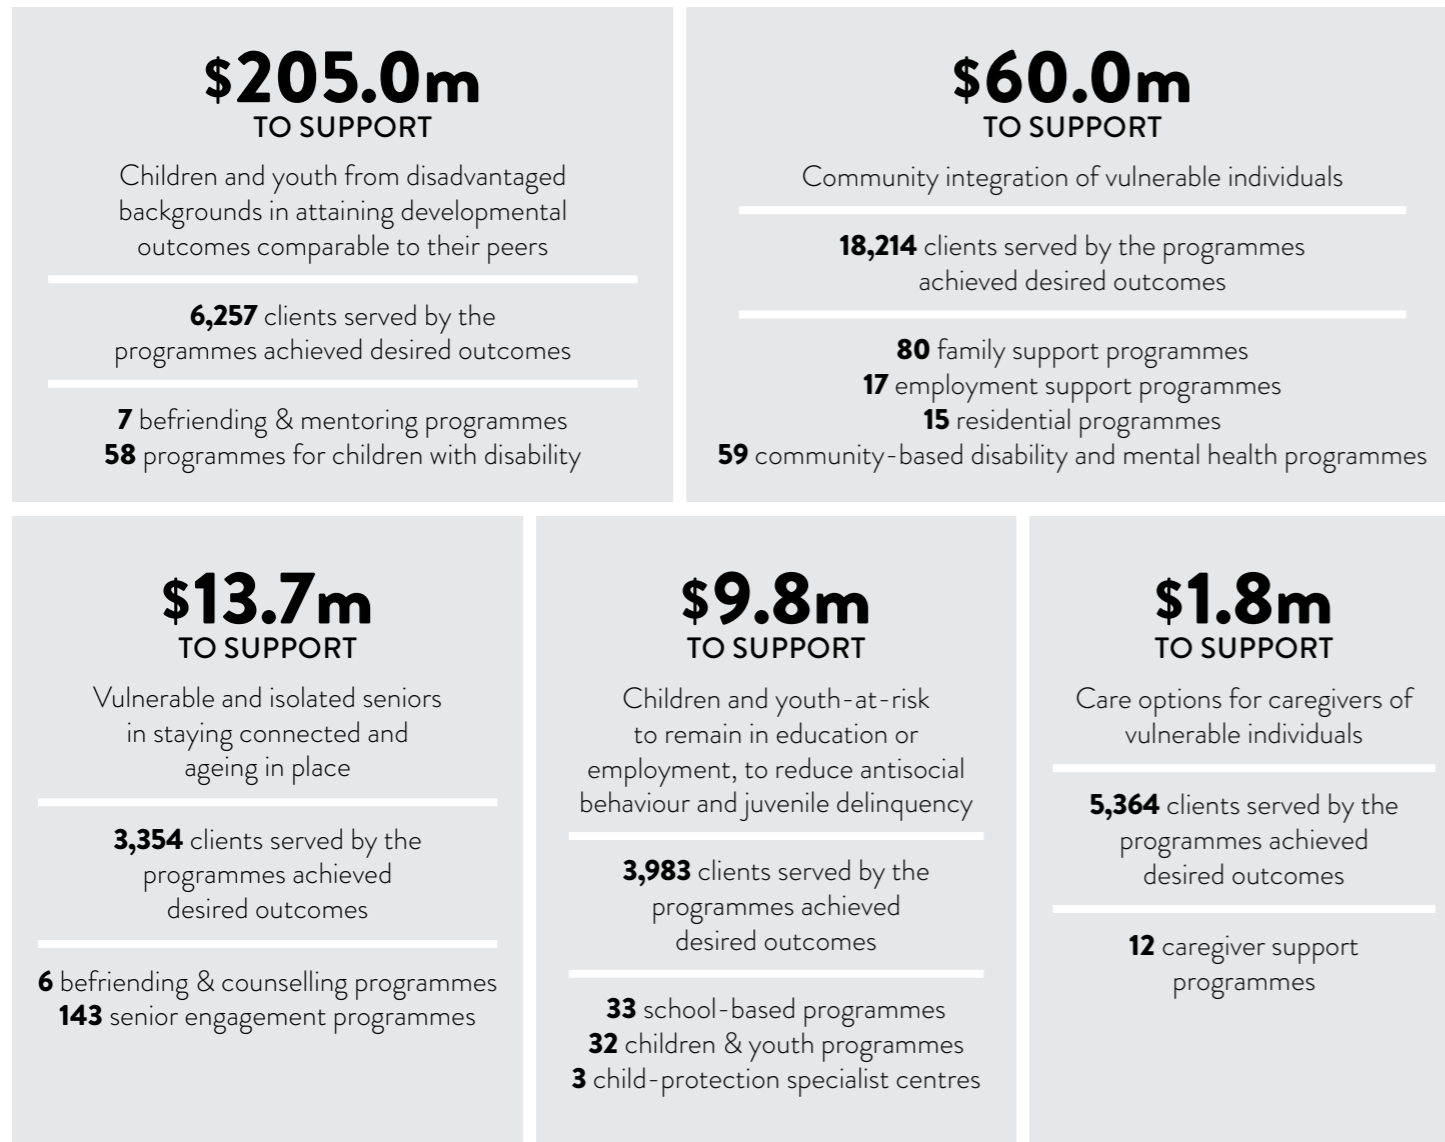 $205.0m
TO SUPPORT
Children and youth from disadvantaged
backgrounds in attaining developmental
outcomes comparable to their peers
6,257 clients served by the
programmes achieved desired outcomes
7 befriending & mentoring programmes
58 programmes for children with disability
$60.0m
TO SUPPORT
Community integration of vulnerable individuals
18,214 clients served by the programmes
achieved desired outcomes
80 family support programmes
17 employment support programmes
15 residential programmes
59 community-based disability and mental health programmes
$13.7m
TO SUPPORT
Vulnerable and isolated seniors
in staying connected and
ageing in place
3,354 clients served by the
programmes achieved
desired outcomes
6 befriending & counselling programmes
143 senior engagement programmes
$9.8m
TO SUPPORT
Children and youth-at-risk
to remain in education or
employment, to reduce antisocial
behaviour and juvenile delinquency
3,983 clients served by the
programmes achieved
desired outcomes
33 school-based programmes
32 children & youth programmes
3 child-protection specialist centres
$1.8m
TO SUPPORT
Care options for caregivers of
vulnerable individuals
5,364 clients served by the
programmes achieved
desired outcomes
12 caregiver support
programmes